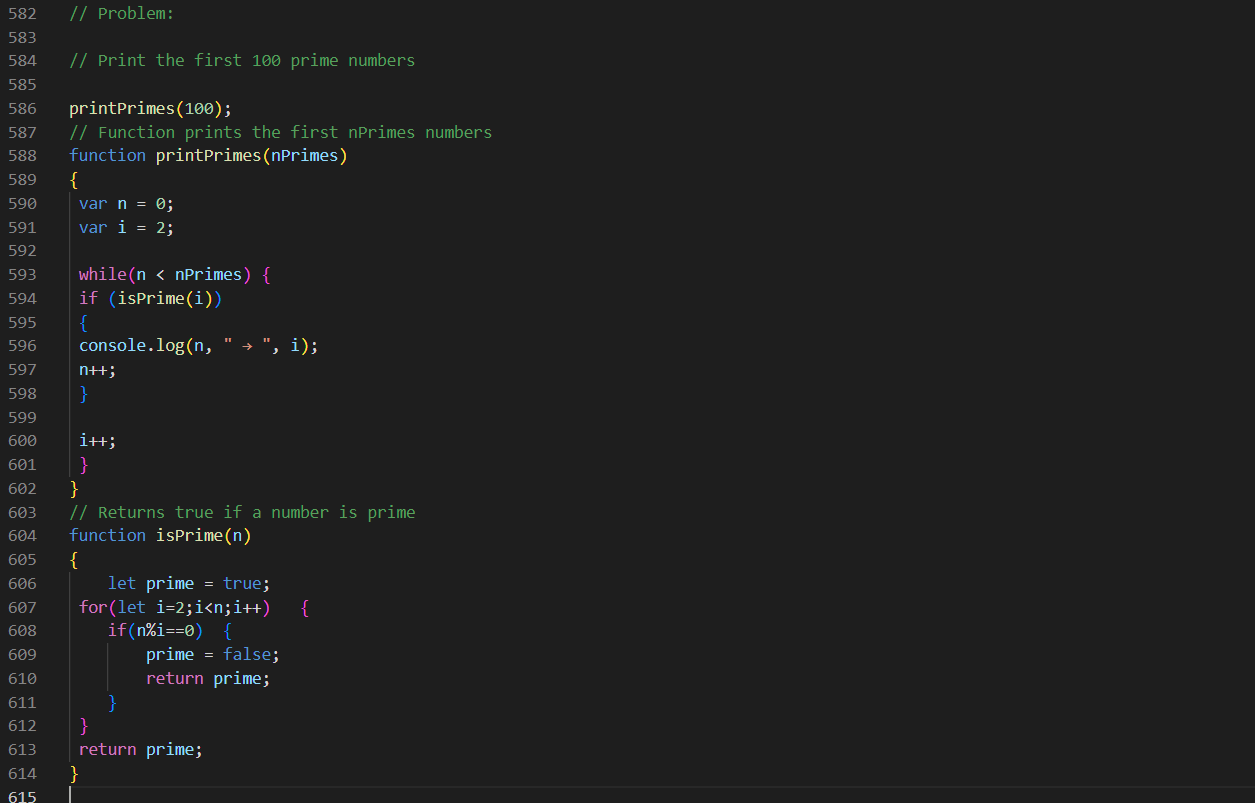 582 // Problem:
583
584 // Print the first 100 prime numbers
585
586 printPrimes(100);
587 // Function prints the first nPrimes numbers
588 function printPrimes(nPrimes)
589 {
590 var n = 0;
591 var i = 2;
592
593 while(n < nPrimes) {
594 if (isPrime(i))
595 {
596 console.log(n, " → ", i);
597 n++;
598 }
599
600 i++;
601 }
602 }
603 // Returns true if a number is prime
604 function isPrime(n)
605 {
606 let prime = true;
607 for(let i=2;i<n;i++) {
608 if(n%i==0) {
609 prime = false;
610 return prime;
611 }
612 }
613 return prime;
614 }
615